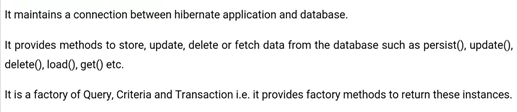 It maintains a connection between hibernate application and database.
It provides methods to store, update, delete or fetch data from the database such as persist(), update(),
delete(), load(), get() etc.
It is a factory of Query, Criteria and Transaction i.e. it provides factory methods to return these instances.